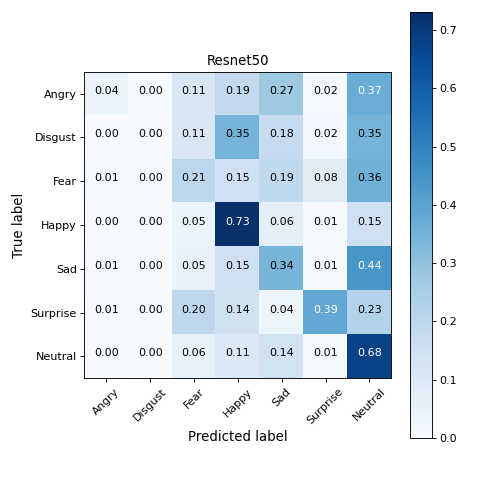 Resnet50
True label
Angry 0.04 0.00 0.11 0.19 0.27 0.02 0.37
Disgust 0.00 0.00 0.11 0.35 0.18 0.02 0.35
Fear 0.01 0.00 0.21 0.15 0.19 0.08 0.36
Happy 0.00 0.00 0.05 0.73 0.06 0.01 0.15
Sad 0.01 0.00 0.05 0.15 0.34 0.01 0.44
Surprise 0.01 0.00 0.20 0.14 0.04 0.39 0.23
Neutral 0.00 0.00 0.06 0.11 0.14 0.01 0.68
Angry Disgust Fear Happy Sad Surprise Neutral
Predicted label
0.7
0.6
0.5
0.4
0.3
0.2
0.1
0.0